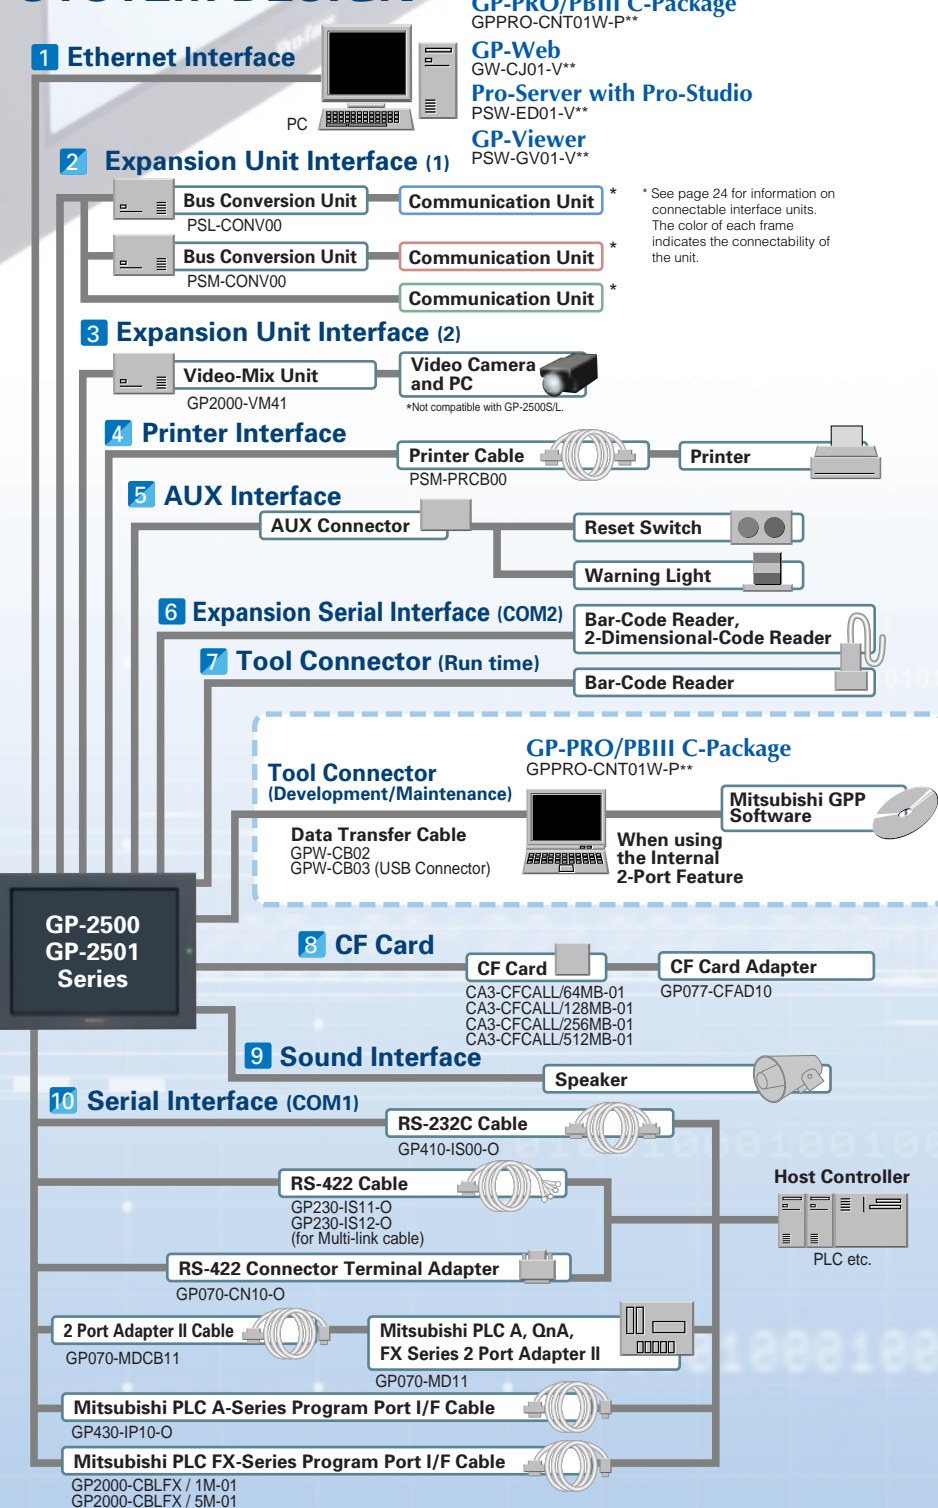 SYSTEM DESIGN
GP-PRO/PBIII C-Package
GPPRO-CNT01W-P**
1 Ethernet Interface
PC
GP-Web
GW-CJ01-V**
Pro-Server with Pro-Studio
PSW-ED01-V**
GP-Viewer
PSW-GV01-V**
2 Expansion Unit Interface (1)
Bus Conversion Unit
PSL-CONV00
Communication Unit *
Bus Conversion Unit
PSM-CONV00
Communication Unit *
Communication Unit *
* See page 24 for information on
connectable interface units.
The color of each frame
indicates the connectability of
the unit.
3 Expansion Unit Interface (2)
Video-Mix Unit
GP2000-VM41
Video Camera
and PC
*Not compatible with GP-2500S/L.
4 Printer Interface
Printer Cable
PSM-PRCB00
Printer
5 AUX Interface
AUX Connector
Reset Switch
Warning Light
6 Expansion Serial Interface (COM2)
Bar-Code Reader,
2-Dimensional-Code Reader
7 Tool Connector (Run time)
Bar-Code Reader
GP-PRO/PBIII C-Package
GPPRO-CNT01W-P**
Tool Connector
(Development/Maintenance)
Data Transfer Cable
GPW-CB02
GPW-CB03 (USB Connector)
When using
the Internal
2-Port Feature
Mitsubishi GPP
Software
GP-2500
GP-2501
Series
8 CF Card
CF Card
CA3-CFCALL/64MB-01
CA3-CFCALL/128MB-01
CA3-CFCALL/256MB-01
CA3-CFCALL/512MB-01
CF Card Adapter
GP077-CFAD10
9 Sound Interface
Speaker
10 Serial Interface (COM1)
RS-232C Cable
GP410-IS00-O
RS-422 Cable
GP230-IS11-O
GP230-IS12-O
(for Multi-link cable)
RS-422 Connector Terminal Adapter
GP070-CN10-O
Host Controller
PLC etc.
2 Port Adapter II Cable
GP070-MDCB11
Mitsubishi PLC A, QnA,
FX Series 2 Port Adapter II
GP070-MD11
Mitsubishi PLC A-Series Program Port I/F Cable
GP430-IP10-O
Mitsubishi PLC FX-Series Program Port I/F Cable
GP2000-CBLFX / 1M-01
GP2000-CBLFX / 5M-01